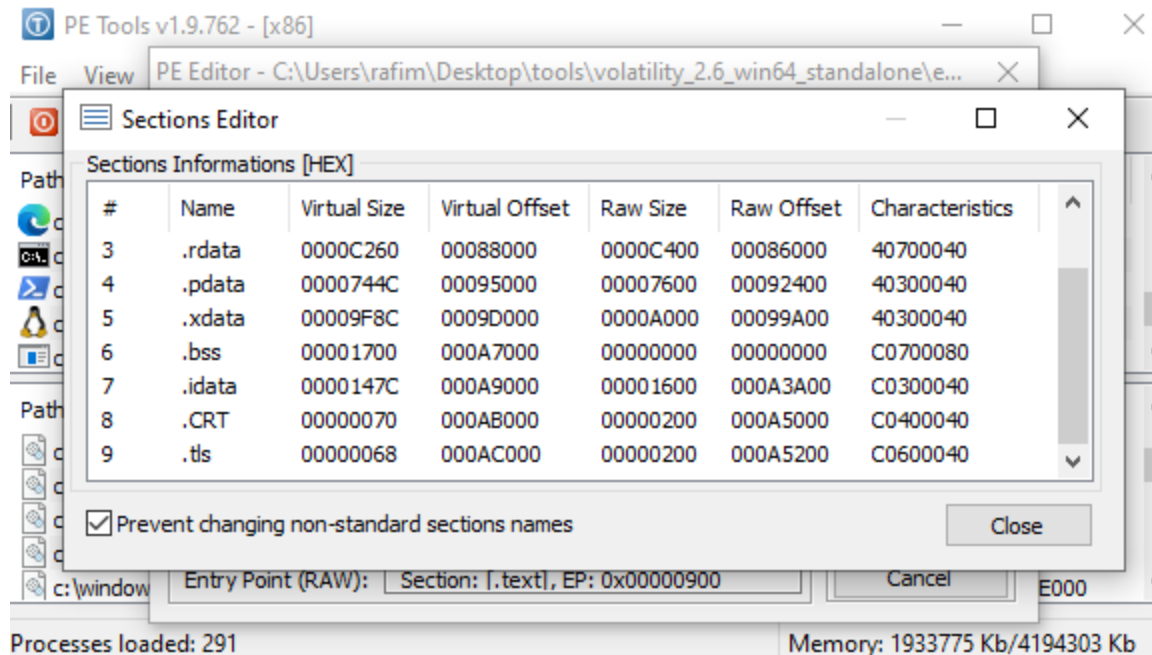 PE Tools v1.9.762 - [x86]
File View PE Editor - C:\Users\rafim\Desktop\tools\volatility_2.6_win64_standalone\e...
Sections Editor
Sections Informations [HEX]
Path
# Name Virtual Size Virtual Offset Raw Size Raw Offset Characteristics
3 .rdata 0000C260 00088000 0000C400 00086000 40700040
4 .pdata 0000744C 00095000 00007600 00092400 40300040
5 .xdata 00009F8C 0009D000 0000A000 00099A00 40300040
6 .bss 00001700 000A7000 00000000 00000000 C0700080
7 .idata 0000147C 000A9000 00001600 000A3A00 C0300040
Path
8 .CRT 00000070 000AB000 00000200 000A5000 C0400040
9 .tls 00000068 000AC000 00000200 000A5200 C0600040
Prevent changing non-standard sections names
Close
c:\window Entry Point (RAW): Section: [.text], EP: 0x00000900 Cancel E000
Processes loaded: 291 Memory: 1933775 Kb/4194303 Kb